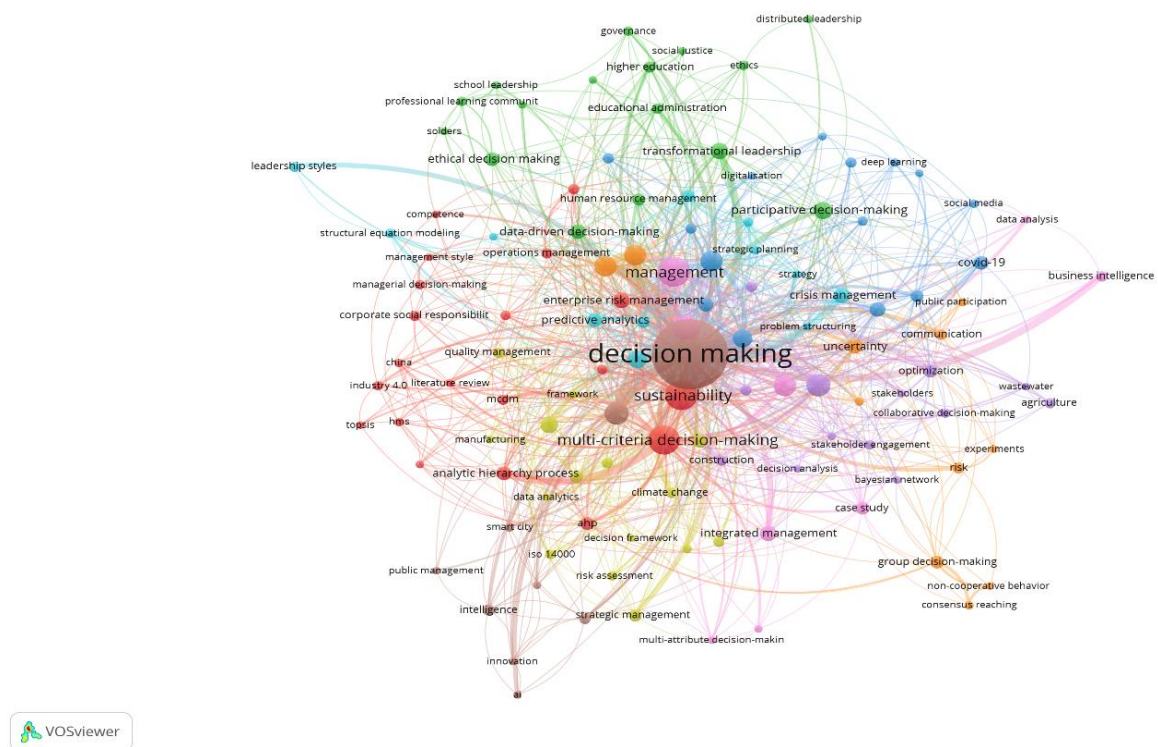 distributed leadership
governance
social justice
higher education
ethics
school leadership
professional learning communit
educational administration
solders
transformational leadership
ethical decision making
leadership styles
deep learning
digitalisation
human resource management
social media
participative decision-making
competence
data analysis
structural equation modeling
data-driven decision-making
operations management
strategic planning
management style
covid-19
management
strategy
business intelligence
managerial decision-making
crisis management
enterprise risk management
public participation
corporate social responsibilit
predictive analytics
problem structuring
communication
uncertainty
quality management
decision making
china
optimization
industry 4.0
literature review
wastewater
framework
stakeholders
sustainability
mcdm
agriculture
collaborative decision-making
topsis
hms
manufacturing
multi-criteria decision-making
stakeholder engagement
experiments
construction
decision analysis
risk
analytic hierarchy process
bayesian network
data analytics
climate change
case study
smart city
ahp
integrated management
decision framework
iso 14000
group decision-making
public management
risk assessment
non-cooperative behavior
consensus reaching
intelligence
strategic management
multi-attribute decision-makin
innovation
ai
VOSviewer